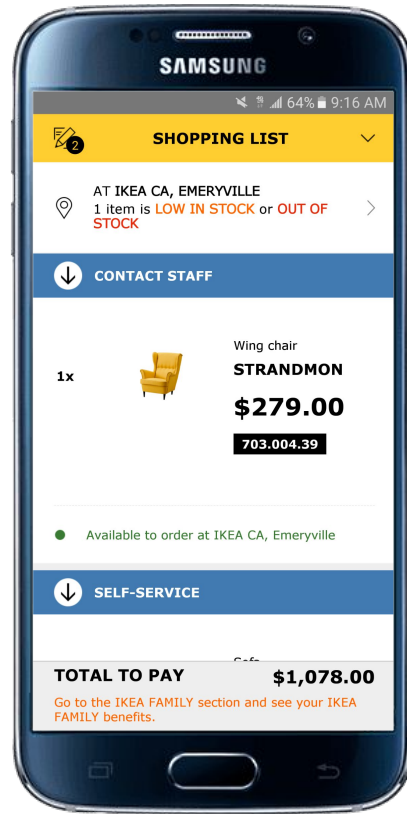 SAMSUNG
64% 9:16 AM
2
SHOPPING LIST
AT IKEA CA, EMERYVILLE
1 item is LOW IN STOCK or OUT OF
STOCK
CONTACT STAFF
Wing chair
1x
STRANDMON
$279.00
703.004.39
Available to order at IKEA CA, Emeryville
SELF-SERVICE
TOTAL TO PAY
$1,078.00
Go to the IKEA FAMILY section and see your IKEA
FAMILY benefits.